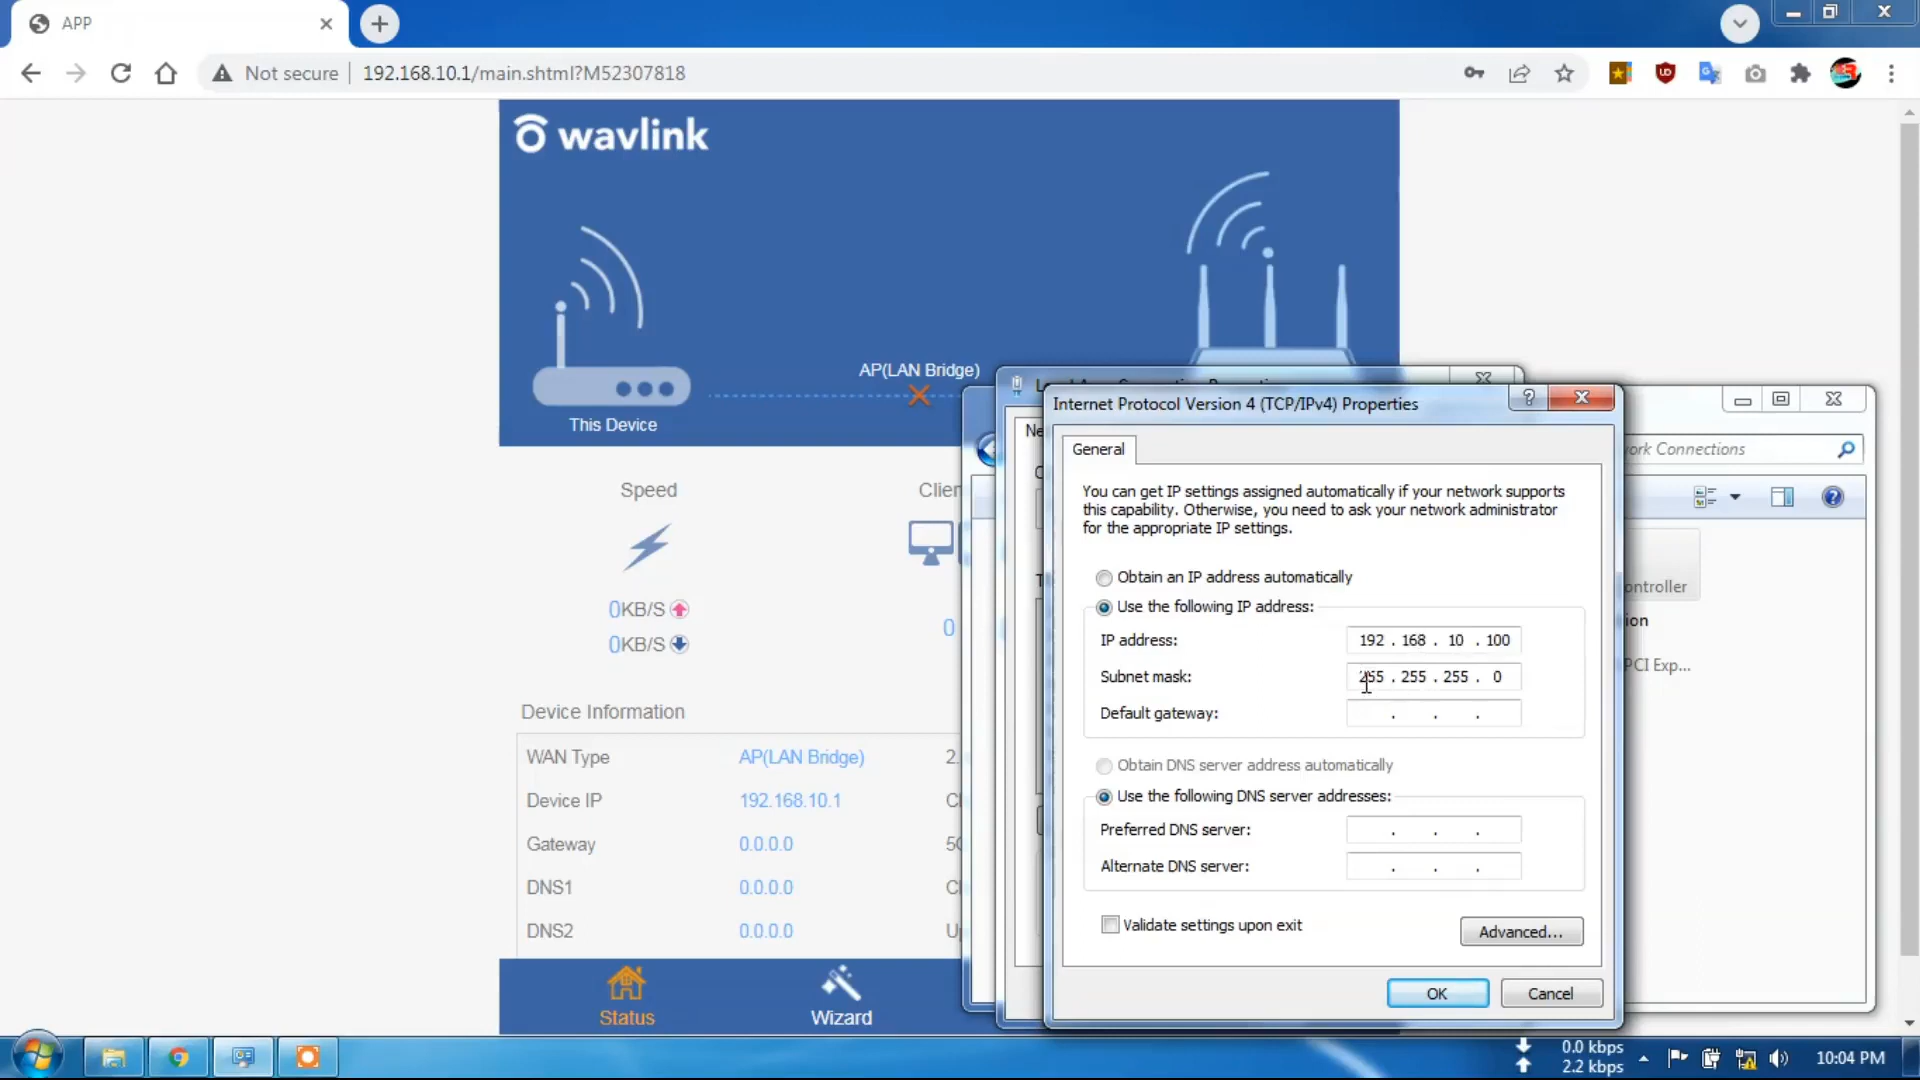 APP
Not secure
192.168.10.1/main.shtml?M52307818
wavlink
AP(LAN Bridge)
This Device
Speed
0KB/S
0KB/S
0
Device Information
WAN Type AP(LAN Bridge) 2.
Device IP 192.168.10.1
Gateway 0.0.0.0
DNS1 0.0.0.0
DNS2 0.0.0.0
Status
Wizard
Internet Protocol Version 4 (TCP/IPv4) Properties
General
You can get IP settings assigned automatically if your network supports
this capability. Otherwise, you need to ask your network administrator
for the appropriate IP settings.
Obtain an IP address automatically
Use the following IP address:
IP address: 192 . 168 . 10 . 100
Subnet mask: 255 . 255 . 255 . 0
Default gateway: . . .
Obtain DNS server address automatically
Use the following DNS server addresses:
Preferred DNS server: . . .
Alternate DNS server: . . .
Validate settings upon exit
Advanced...
OK
Cancel
Connections
PCI Exp...
0.0 kbps
2.2 kbps
10:04 PM